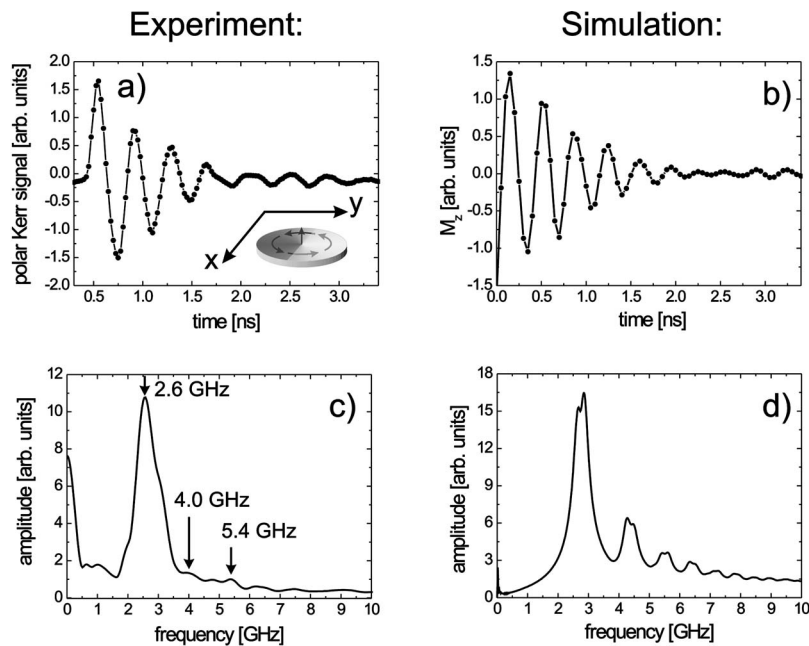 Experiment:
Simulation:
a)
polar Kerr signal [arb. units]
2.0
1.5
1.0
0.5
0.0
-0.5
-1.0
-1.5
-2.0
y
x
0.5 1.0 1.5 2.0 2.5 3.0
time [ns]
b)
M_z [arb. units]
1.5
1.0
0.5
0.0
-0.5
-1.0
-1.5
0.0 0.5 1.0 1.5 2.0 2.5 3.0
time [ns]
c)
amplitude [arb. units]
12
10
8
6
4
2
0
2.6 GHz
4.0 GHz
5.4 GHz
0 1 2 3 4 5 6 7 8 9 10
frequency [GHz]
d)
amplitude [arb. units]
18
15
12
9
6
3
0
0 1 2 3 4 5 6 7 8 9 10
frequency [GHz]